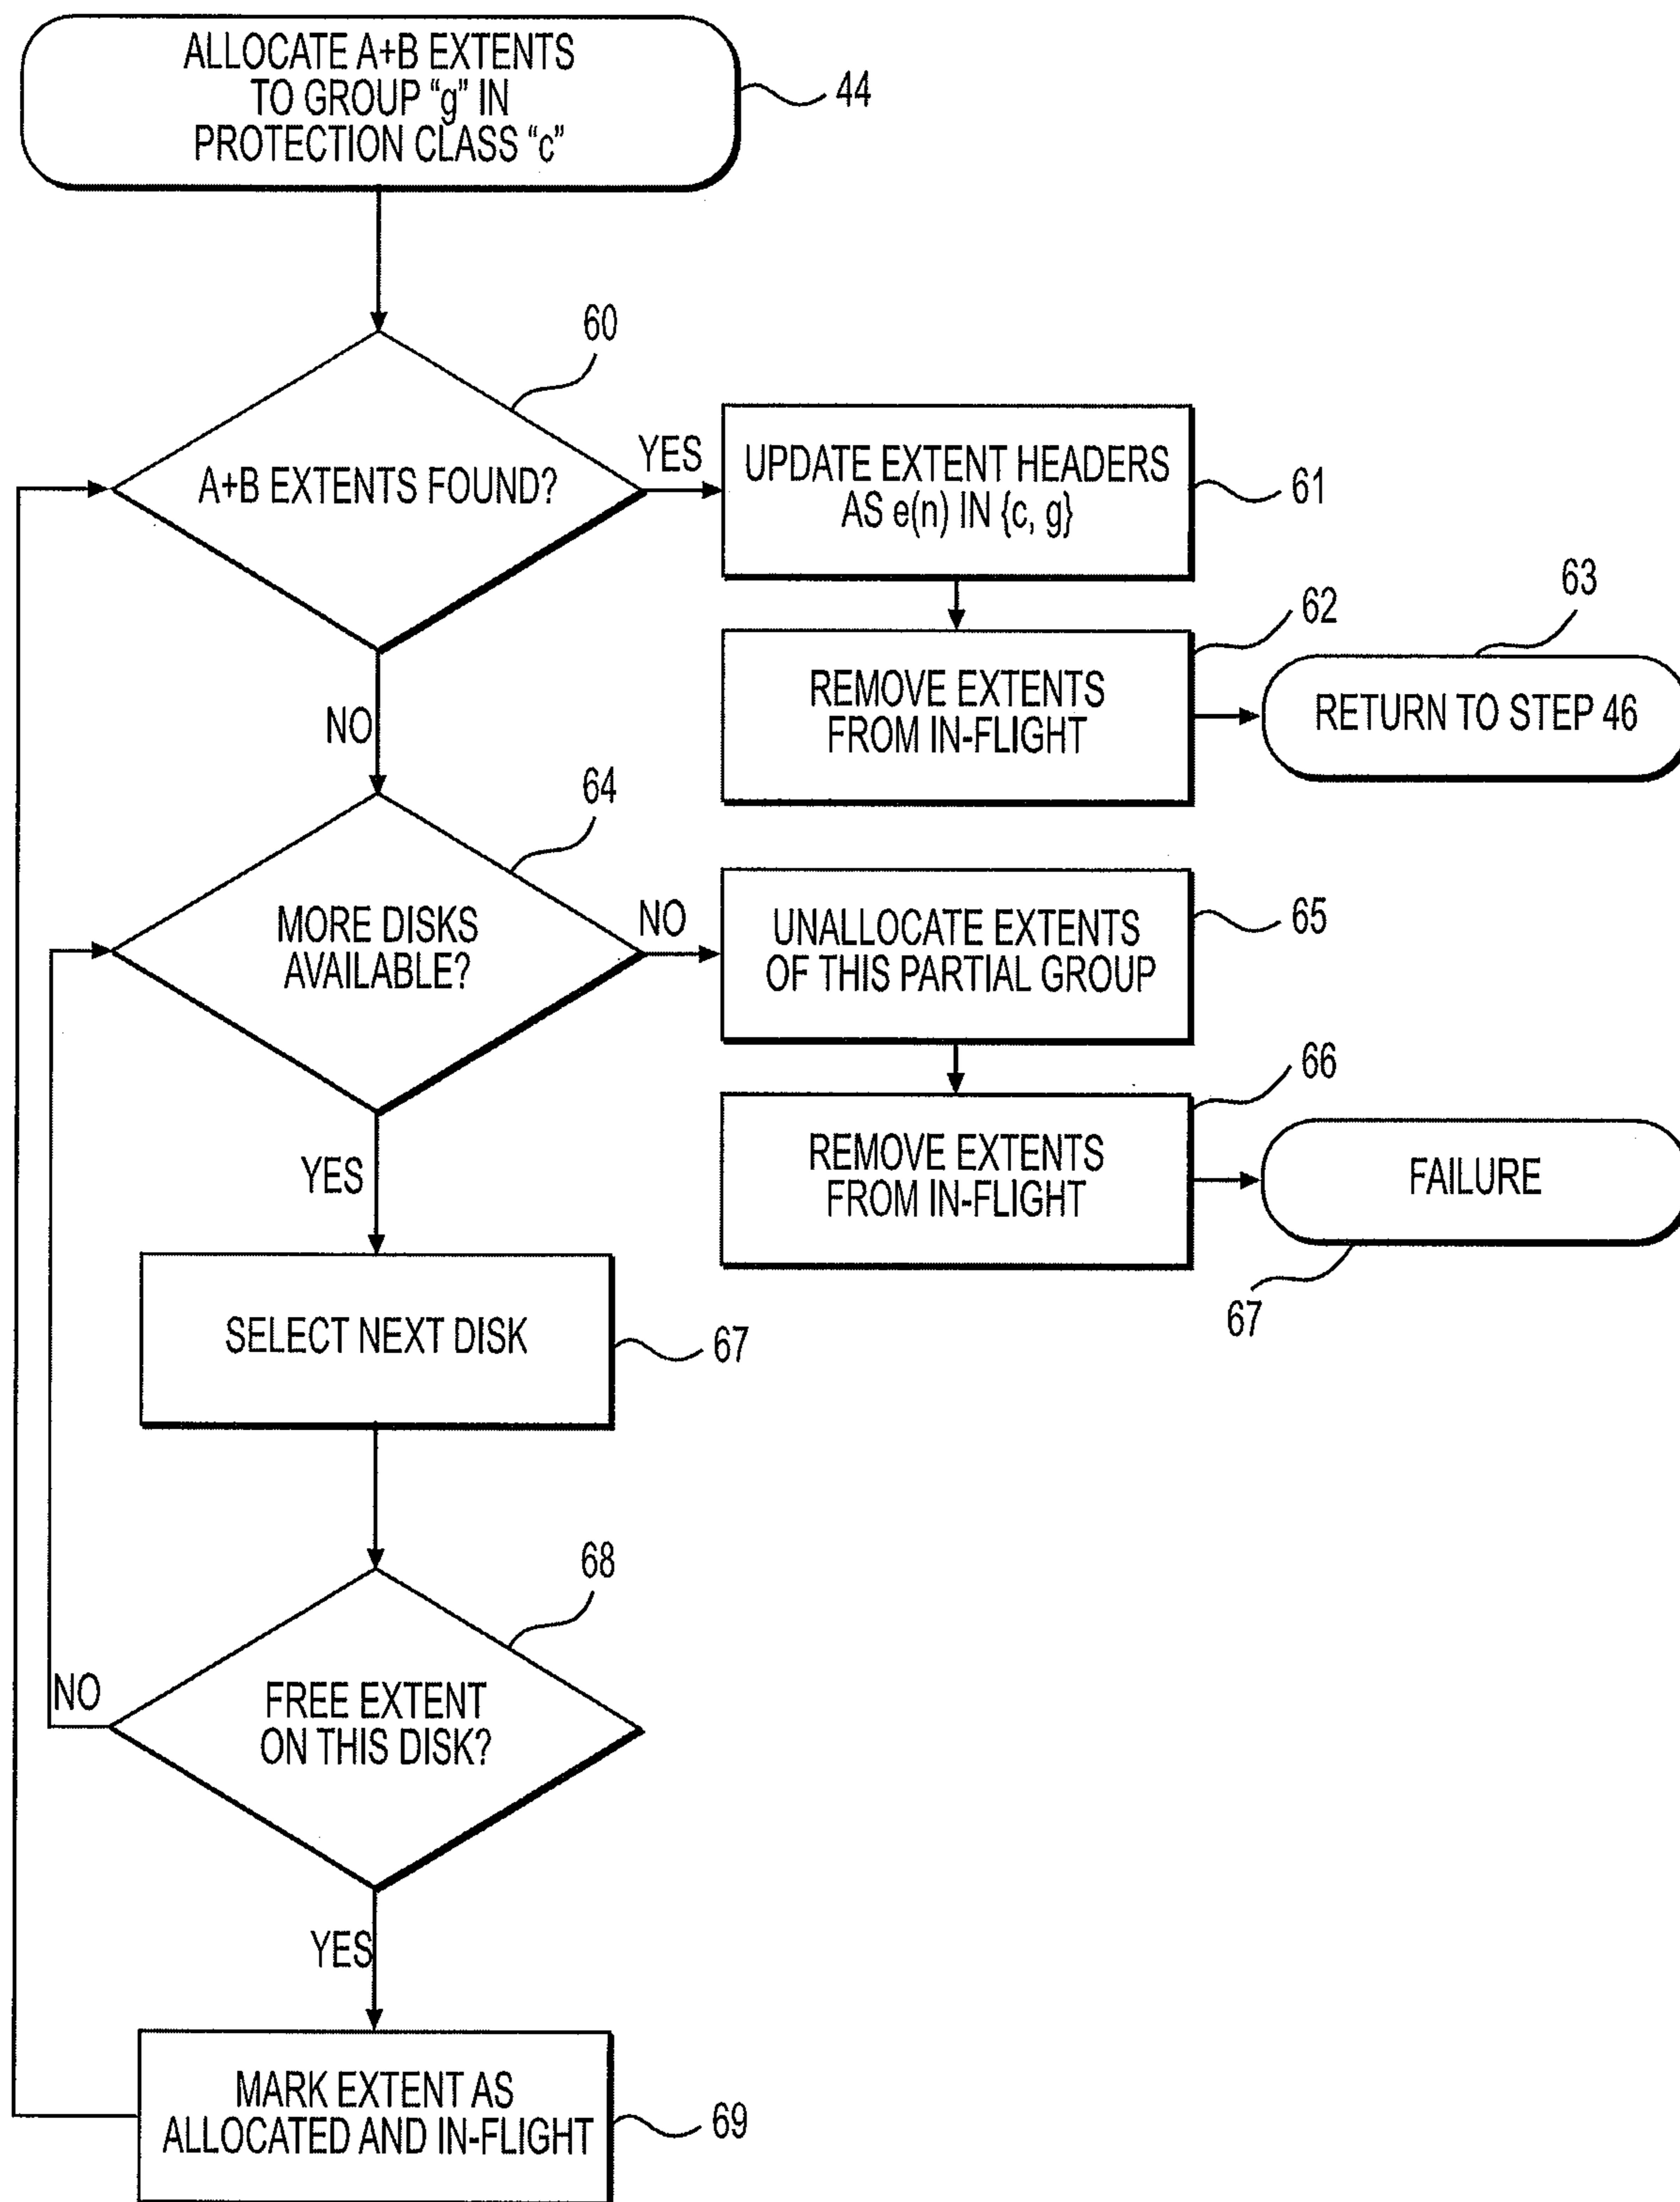 ALLOCATE A+B EXTENTS
TO GROUP “g” IN
PROTECTION CLASS “c”
44
60
A+B EXTENTS FOUND?
YES
UPDATE EXTENT HEADERS
AS e(n) IN {c, g}
61
62
REMOVE EXTENTS
FROM IN-FLIGHT
63
RETURN TO STEP 46
NO
64
MORE DISKS
AVAILABLE?
NO
UNALLOCATE EXTENTS
OF THIS PARTIAL GROUP
65
66
REMOVE EXTENTS
FROM IN-FLIGHT
FAILURE
67
YES
SELECT NEXT DISK
67
68
FREE EXTENT
ON THIS DISK?
NO
YES
MARK EXTENT AS
ALLOCATED AND IN-FLIGHT
69